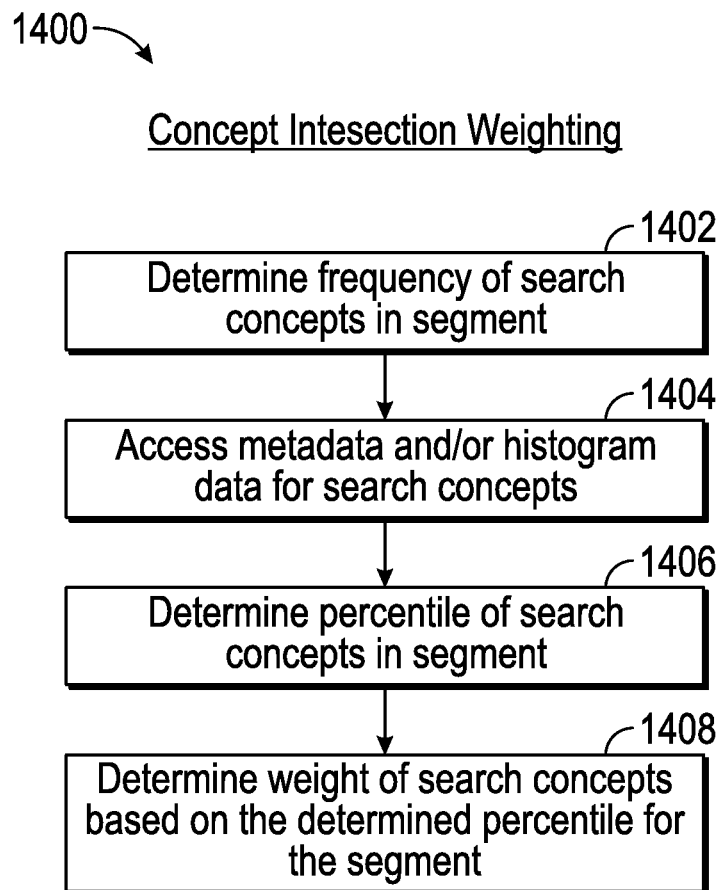 1400
Concept Intesection Weighting
1402
Determine frequency of search
concepts in segment
1404
Access metadata and/or histogram
data for search concepts
1406
Determine percentile of search
concepts in segment
1408
Determine weight of search concepts
based on the determined percentile for
the segment